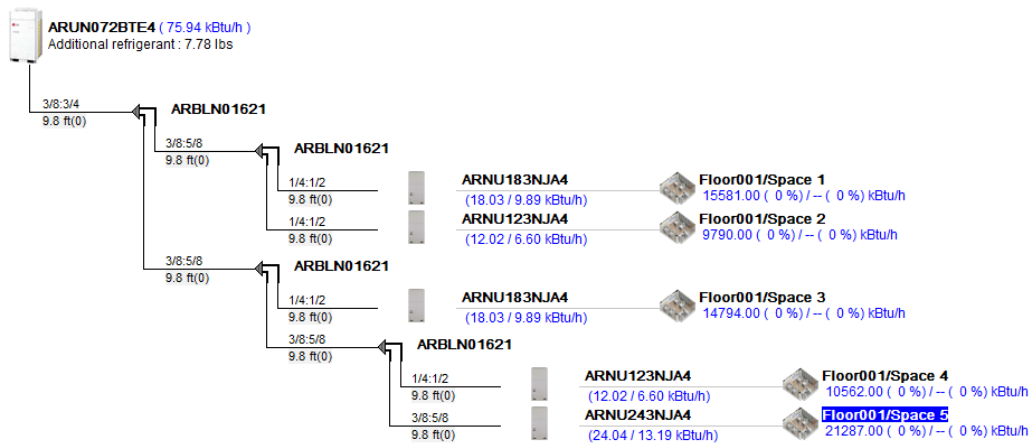 ARUN072BTE4 ( 75.94 kBtu/h )
Additional refrigerant : 7.78 lbs
3/8:3/4
9.8 ft(0)
ARBLN01621
3/8:5/8
9.8 ft(0)
ARBLN01621
1/4:1/2
9.8 ft(0)
ARNU183NJA4
(18.03 / 9.89 kBtu/h)
Floor001/Space 1
15581.00 ( 0 %) / -- ( 0 %) kBtu/h
1/4:1/2
9.8 ft(0)
ARNU123NJA4
(12.02 / 6.60 kBtu/h)
Floor001/Space 2
9790.00 ( 0 %) / -- ( 0 %) kBtu/h
3/8:5/8
9.8 ft(0)
ARBLN01621
1/4:1/2
9.8 ft(0)
ARNU183NJA4
(18.03 / 9.89 kBtu/h)
Floor001/Space 3
14794.00 ( 0 %) / -- ( 0 %) kBtu/h
3/8:5/8
9.8 ft(0)
ARBLN01621
1/4:1/2
9.8 ft(0)
ARNU123NJA4
(12.02 / 6.60 kBtu/h)
Floor001/Space 4
10562.00 ( 0 %) / -- ( 0 %) kBtu/h
3/8:5/8
9.8 ft(0)
ARNU243NJA4
(24.04 / 13.19 kBtu/h)
Floor001/Space 5
21287.00 ( 0 %) / -- ( 0 %) kBtu/h